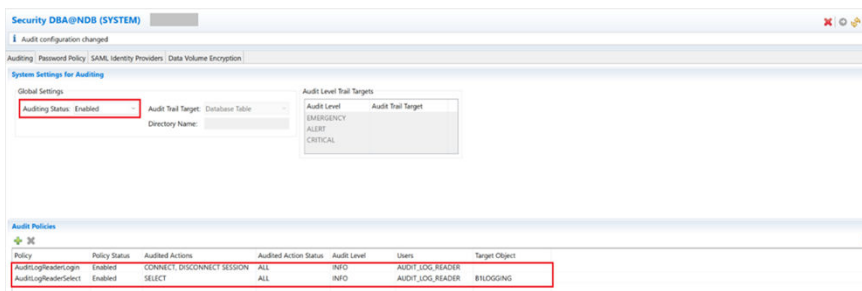 Security DBA@NDB (SYSTEM)
i Audit configuration changed
Auditing Password Policy SAML Identity Providers Data Volume Encryption
System Settings for Auditing
Global Settings
Auditing Status: Enabled
Audit Trail Target: Database Table
Directory Name:
Audit Level Trail Targets
Audit Level Audit Trail Target
EMERGENCY
ALERT
CRITICAL
Audit Policies
Policy Policy Status Audited Actions Audited Action Status Audit Level Users Target Object
AuditLogReaderLogin Enabled CONNECT, DISCONNECT SESSION ALL INFO AUDIT_LOG_READER
AuditLogReaderSelect Enabled SELECT ALL INFO AUDIT_LOG_READER B1LOGGING